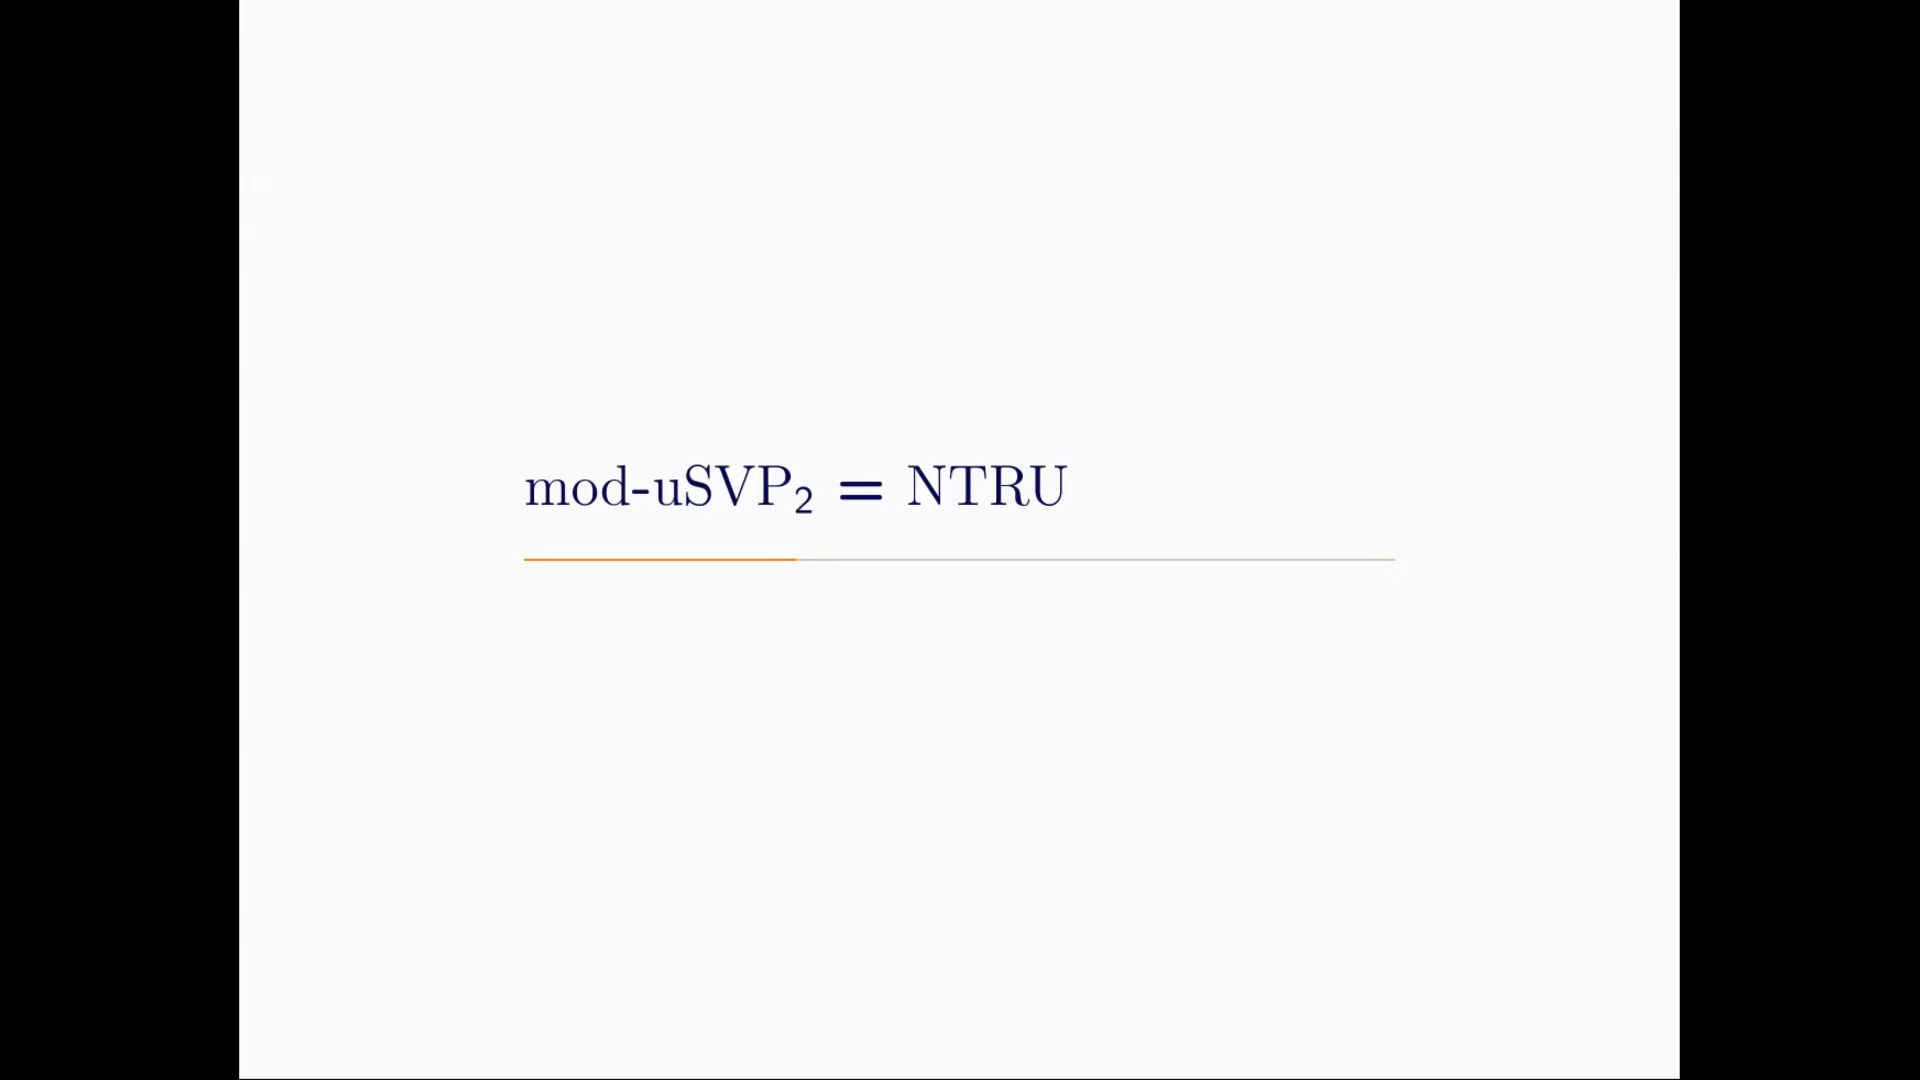 mod-uSVP₂ = NTRU